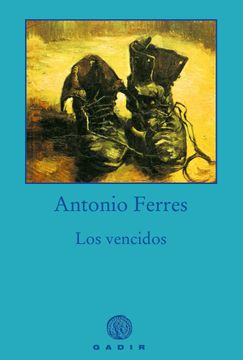 Antonio Ferres
Los vencidos
GADIR